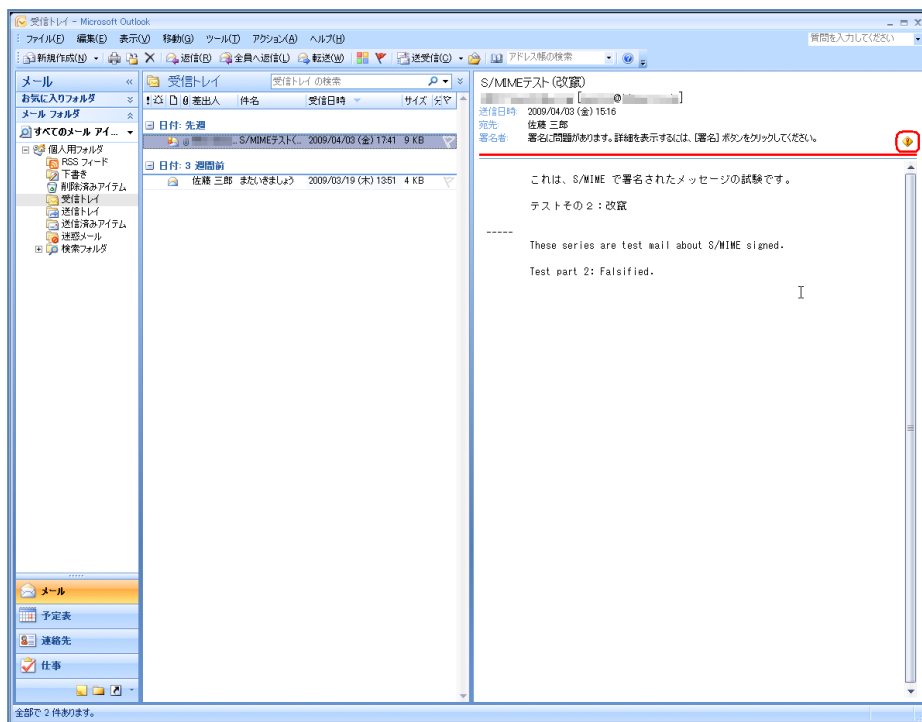 受信トレイ - Microsoft Outlook
ファイル(F) 編集(E) 表示(V) 移動(G) ツール(T) アクション(A) ヘルプ(H) 質問を入力してください
新規作成(N) 返信(R) 全員へ返信(L) 転送(W) 送受信(C) アドレス帳の検索
メール
お気に入りフォルダ
メール フォルダ
すべてのメール アイ...
個人用フォルダ
RSS フィード
下書き
削除済みアイテム
受信トレイ
送信トレイ
送信済みアイテム
迷惑メール
検索フォルダ
メール
予定表
連絡先
仕事
受信トレイ 受信トレイ の検索
差出人 件名 受信日時 サイズ 分
日付: 先週
... S/MIMEテスト(... 2009/04/03 (金) 17:41 9 KB
日付: 3 週間前
佐藤 三郎 またいきましょう 2009/03/19 (木) 13:51 4 KB
S/MIMEテスト (改竄)
[ @ ]
送信日時: 2009/04/03 (金) 15:16
宛先: 佐藤 三郎
署名者: 署名に問題があります。詳細を表示するには、[署名] ボタンをクリックしてください。
これは、S/MIME で署名されたメッセージの試験です。
テストその２：改竄
-----
These series are test mail about S/MIME signed.
Test part 2: Falsified.
全部で 2 件あります。